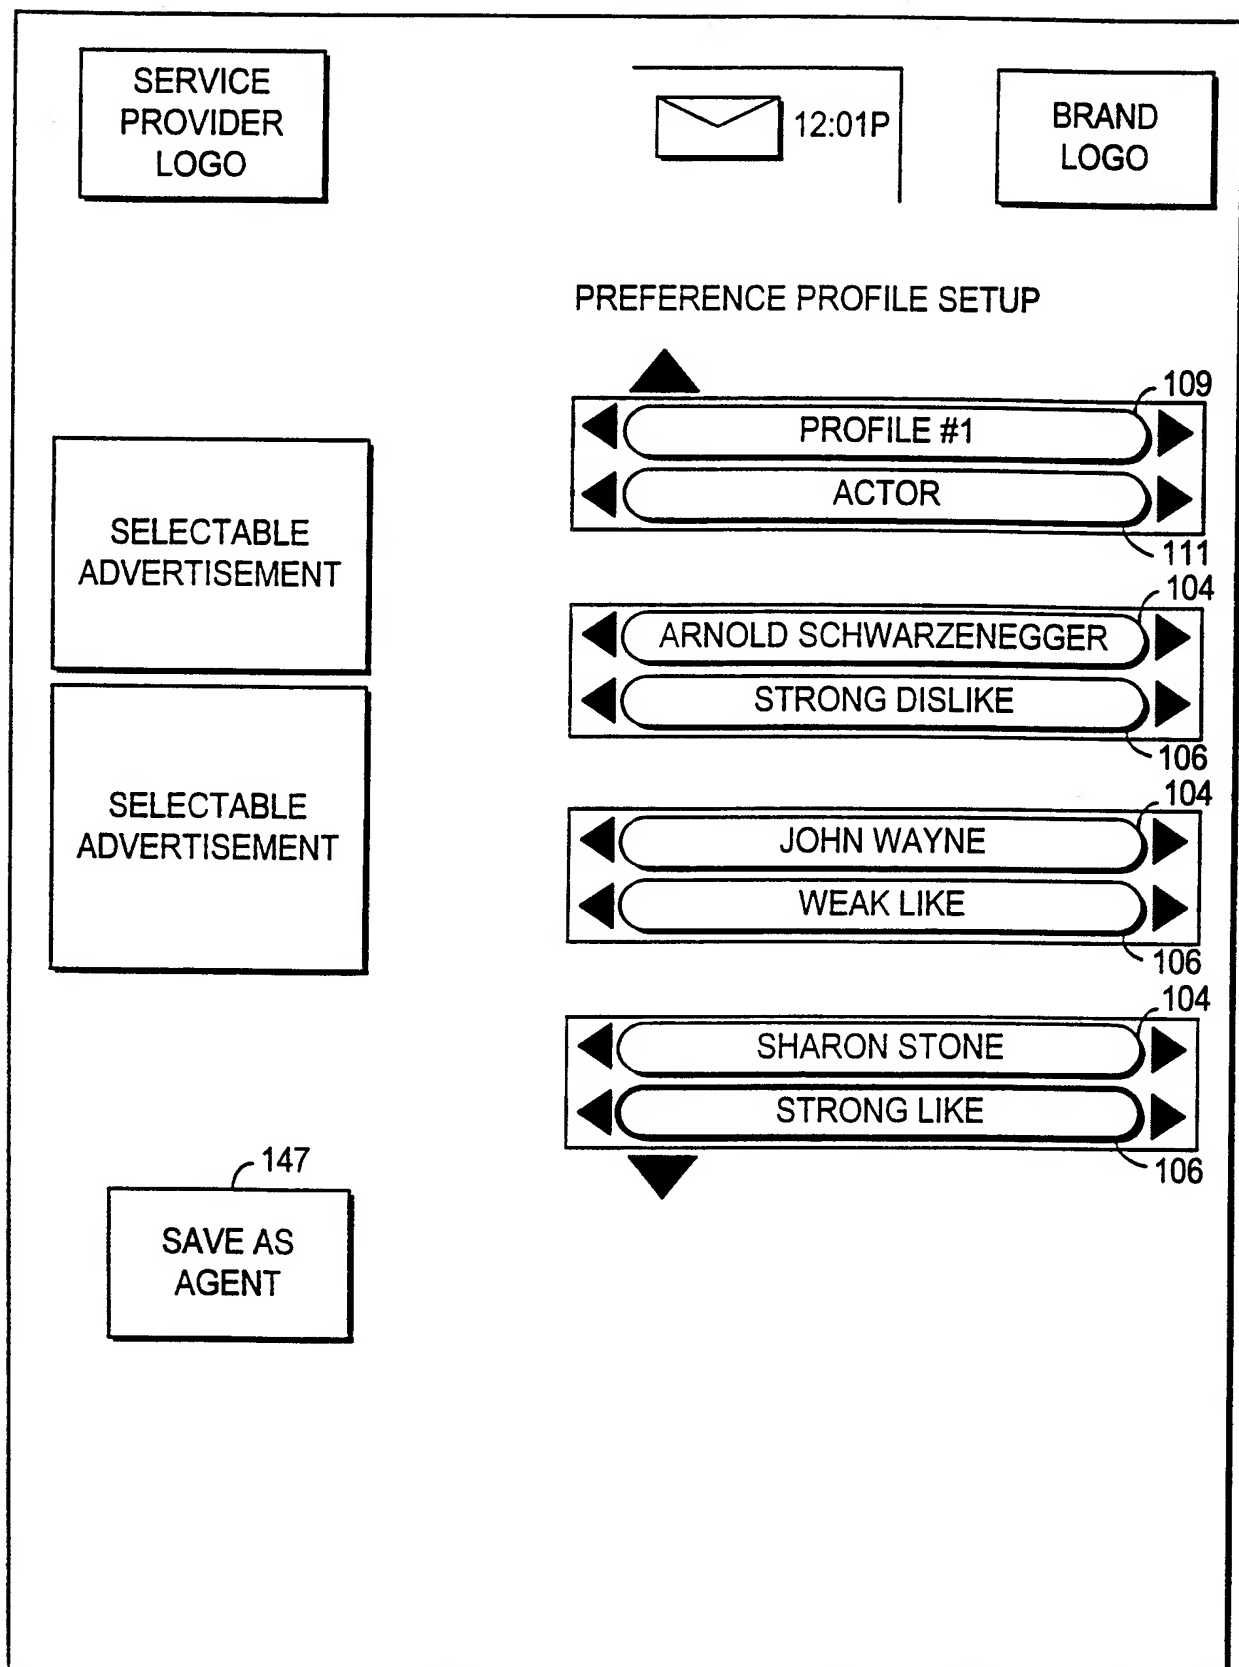 SERVICE
PROVIDER
LOGO
12:01P
BRAND
LOGO
PREFERENCE PROFILE SETUP
109
PROFILE #1
ACTOR
111
SELECTABLE
ADVERTISEMENT
104
ARNOLD SCHWARZENEGGER
STRONG DISLIKE
106
SELECTABLE
ADVERTISEMENT
104
JOHN WAYNE
WEAK LIKE
106
104
SHARON STONE
STRONG LIKE
106
147
SAVE AS
AGENT